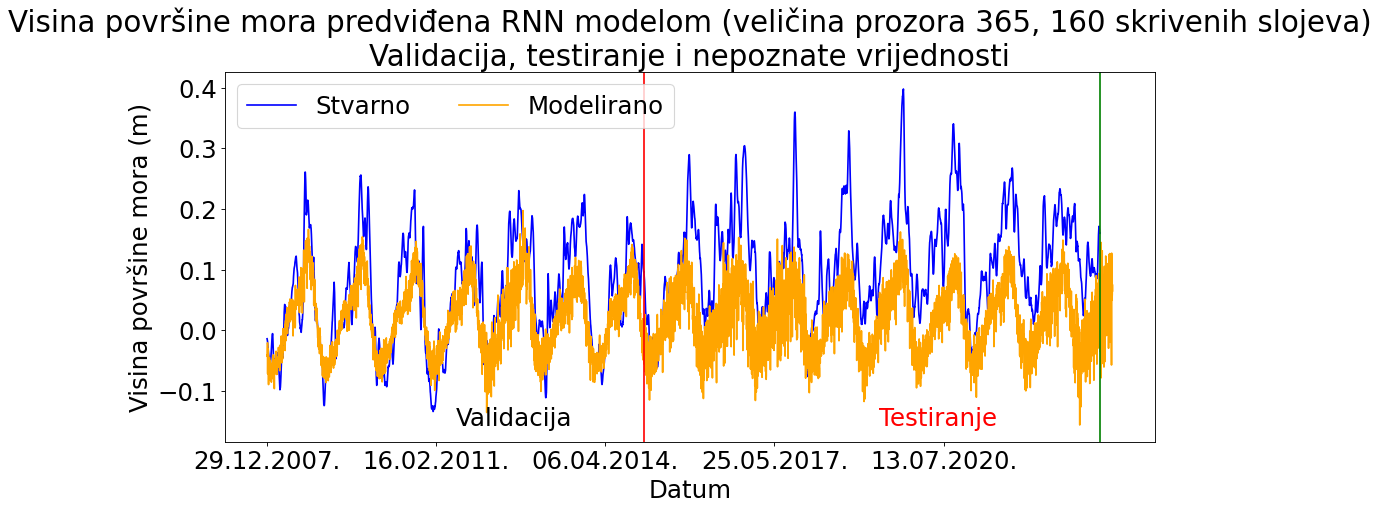 Visina površine mora predviđena RNN modelom (veličina prozora 365, 160 skrivenih slojeva)
Validacija, testiranje i nepoznate vrijednosti
Stvarno Modelirano
Visina površine mora (m)
0.4
0.3
0.2
0.1
0.0
−0.1
Validacija Testiranje
29.12.2007. 16.02.2011. 06.04.2014. 25.05.2017. 13.07.2020.
Datum